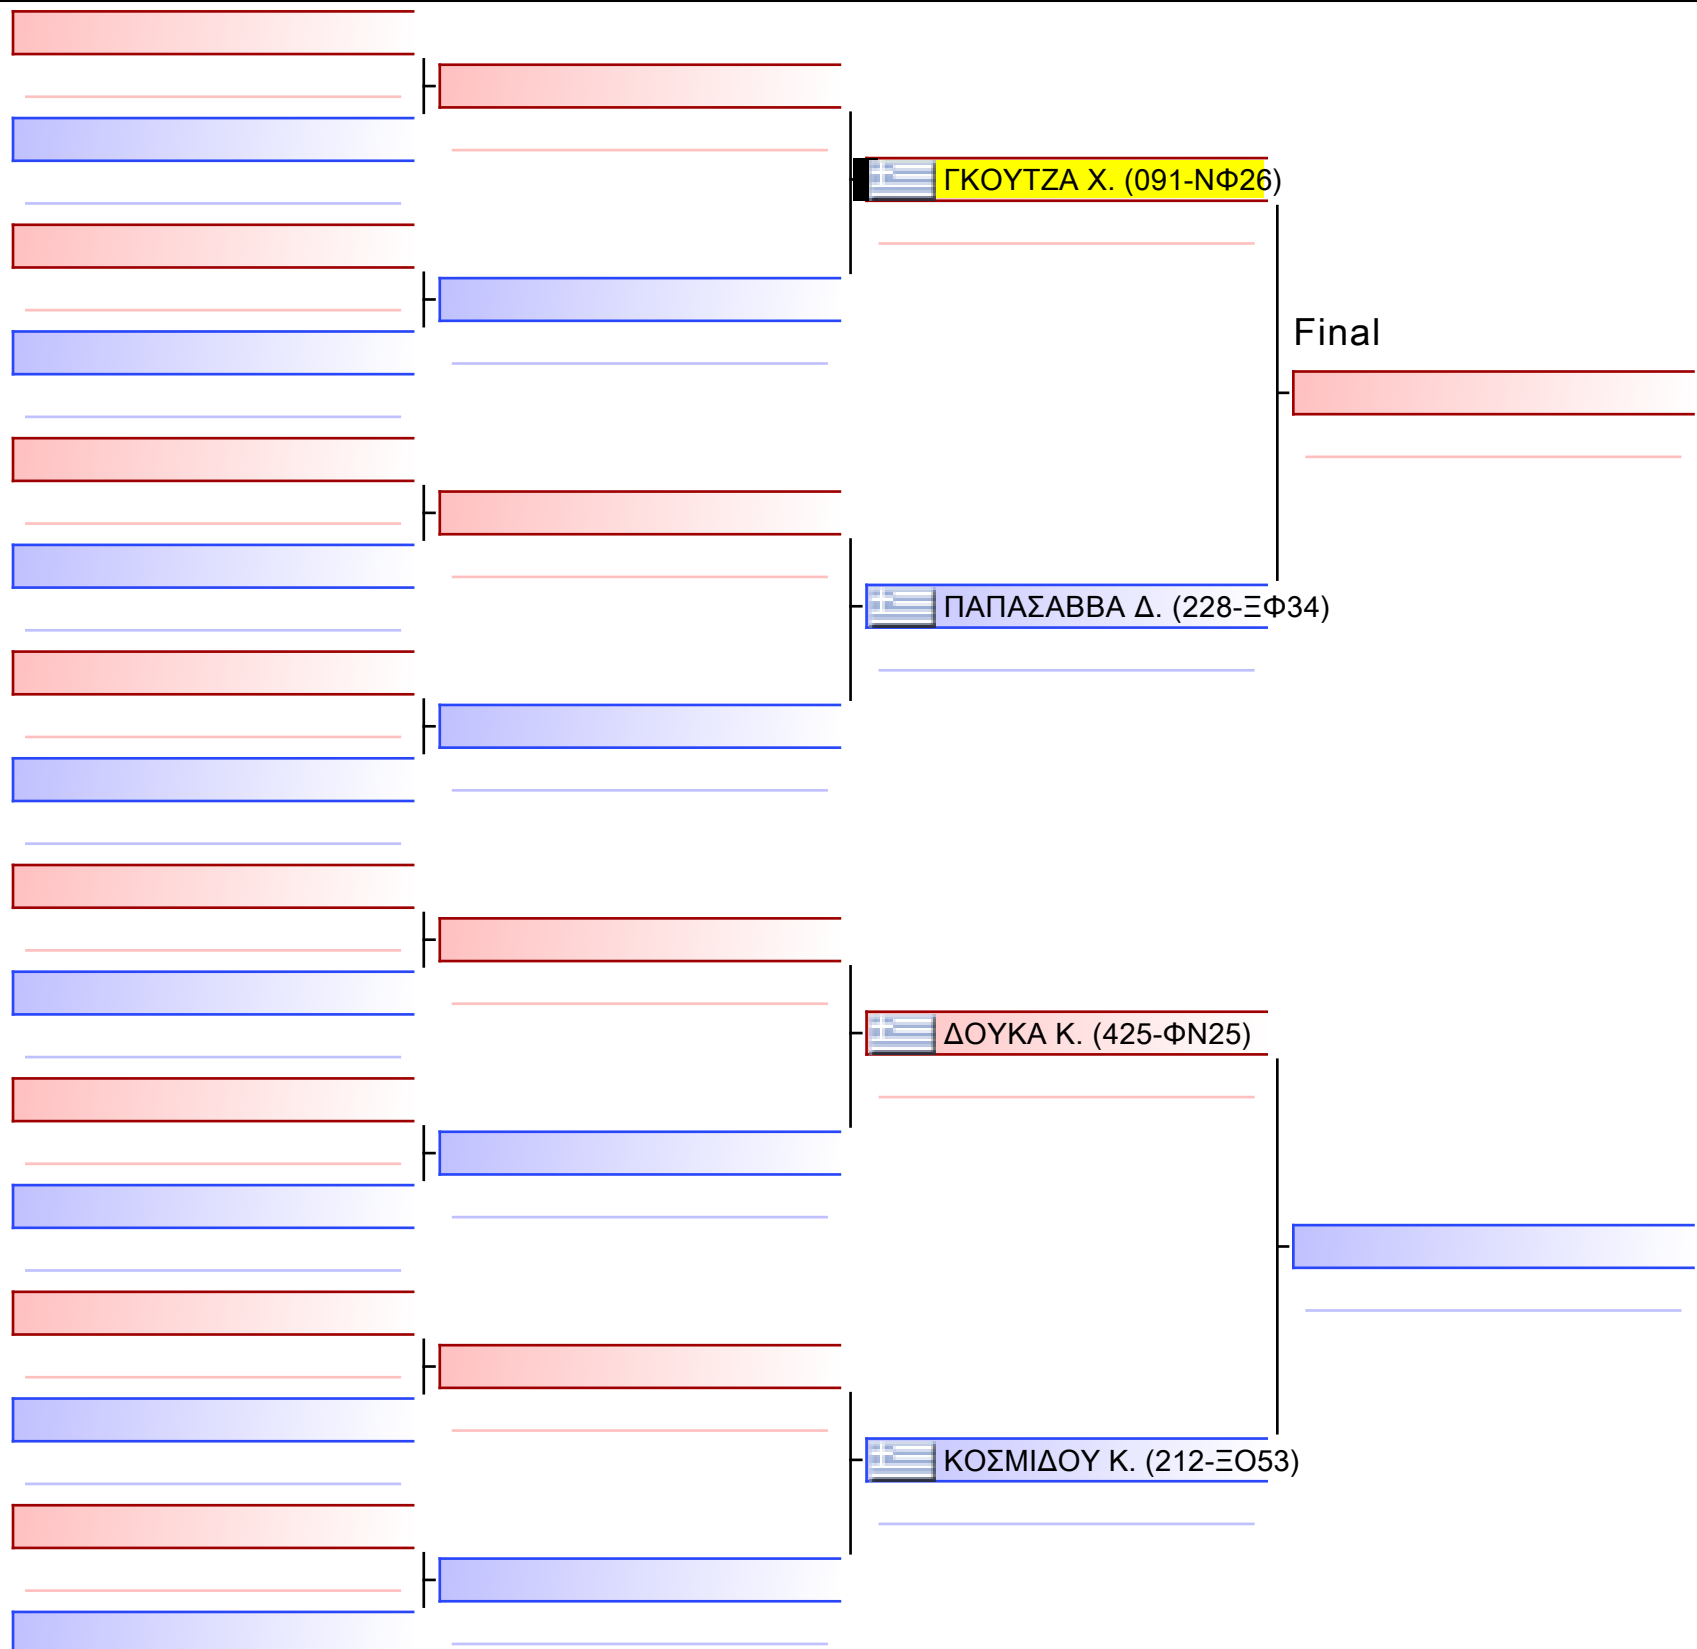 ΓΚΟΥΤΖΑ Χ. (091-ΝΦ26)
Final
ΠΑΠΑΣΑΒΒΑ Δ. (228-ΞΦ34)
ΔΟΥΚΑ Κ. (425-ΦΝ25)
ΚΟΣΜΙΔΟΥ Κ. (212-ΞΟ53)